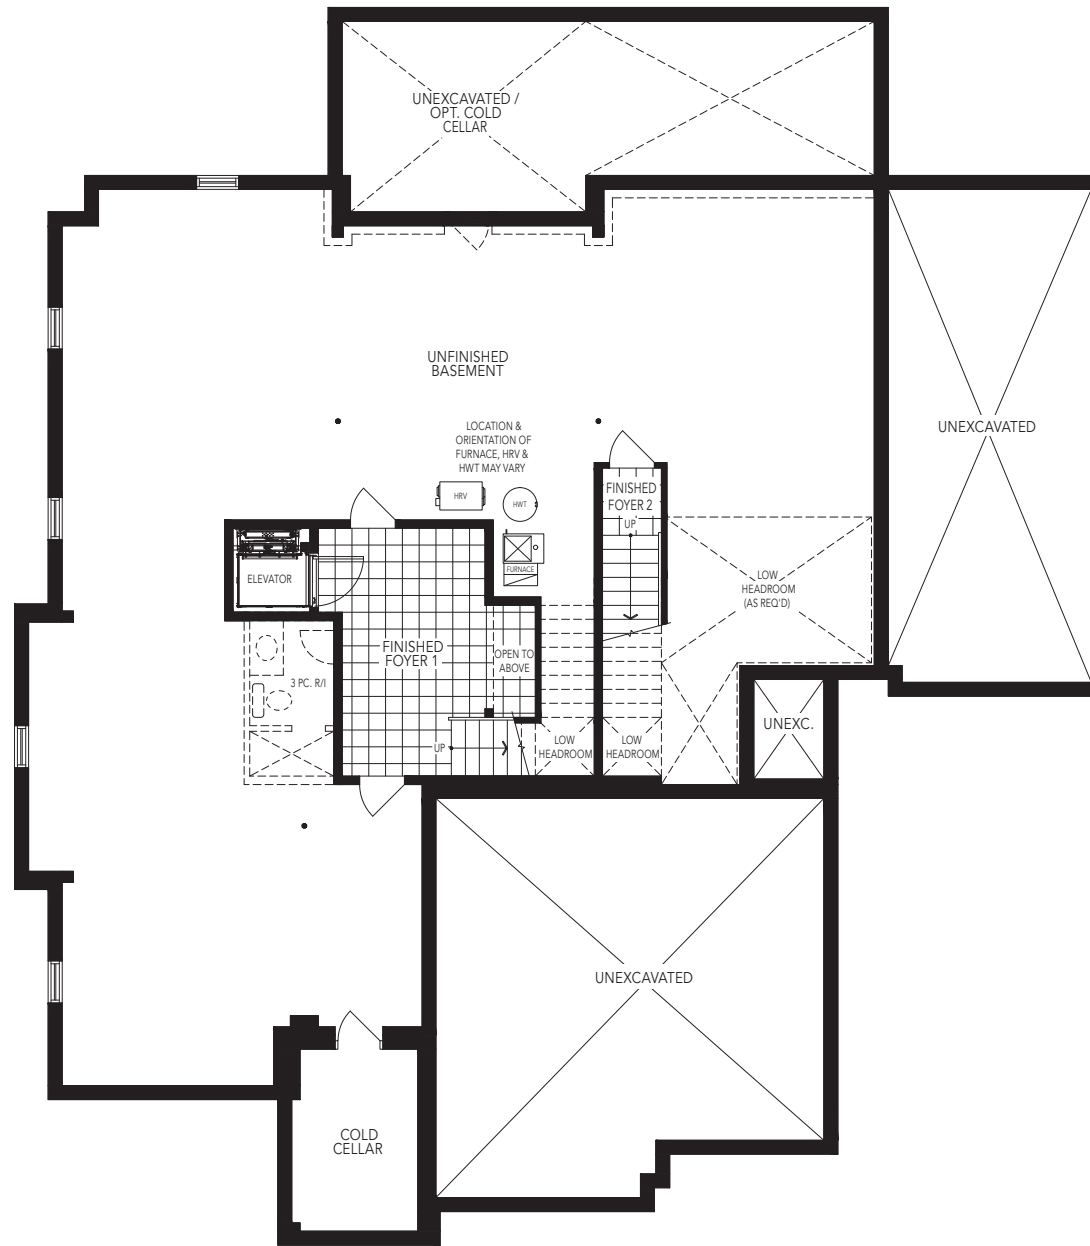 UNEXCAVATED /
OPT. COLD
CELLAR
UNFINISHED
BASEMENT
UNEXCAVATED
LOCATION &
ORIENTATION OF
FURNACE, HRV &
HWT MAY VARY
HRV
HWT
FINISHED
FOYER 2
UP
FURNACE
ELEVATOR
LOW
HEADROOM
(AS REQ'D)
FINISHED
FOYER 1
OPEN TO
ABOVE
3 PC. R/I
UP
LOW
HEADROOM
LOW
HEADROOM
UNEXC.
UNEXCAVATED
COLD
CELLAR